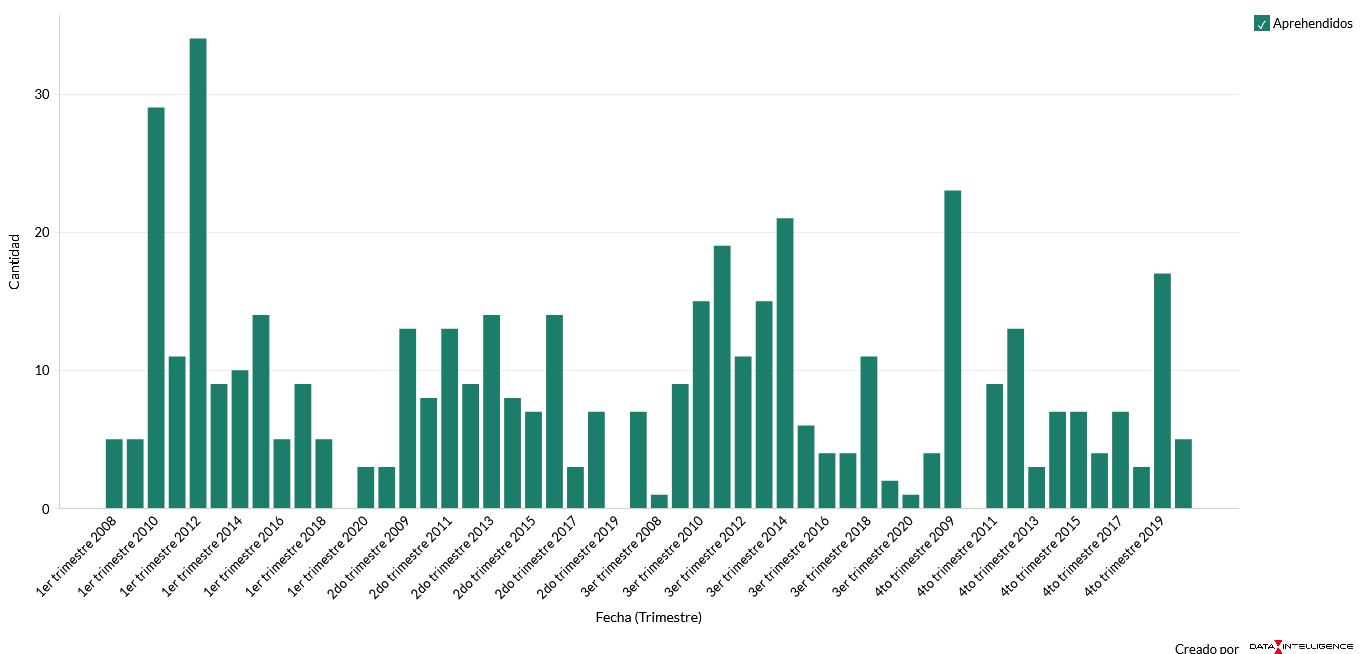 Aprehendidos
30
20
10
0
Cantidad
1er trimestre 2008
1er trimestre 2010
1er trimestre 2012
1er trimestre 2014
1er trimestre 2016
1er trimestre 2018
1er trimestre 2020
2do trimestre 2009
2do trimestre 2011
2do trimestre 2013
2do trimestre 2015
2do trimestre 2017
2do trimestre 2019
3er trimestre 2008
3er trimestre 2010
3er trimestre 2012
3er trimestre 2014
3er trimestre 2016
3er trimestre 2018
3er trimestre 2020
4to trimestre 2009
4to trimestre 2011
4to trimestre 2013
4to trimestre 2015
4to trimestre 2017
4to trimestre 2019
Fecha (Trimestre)
Creado por DATA INTELLIGENCE